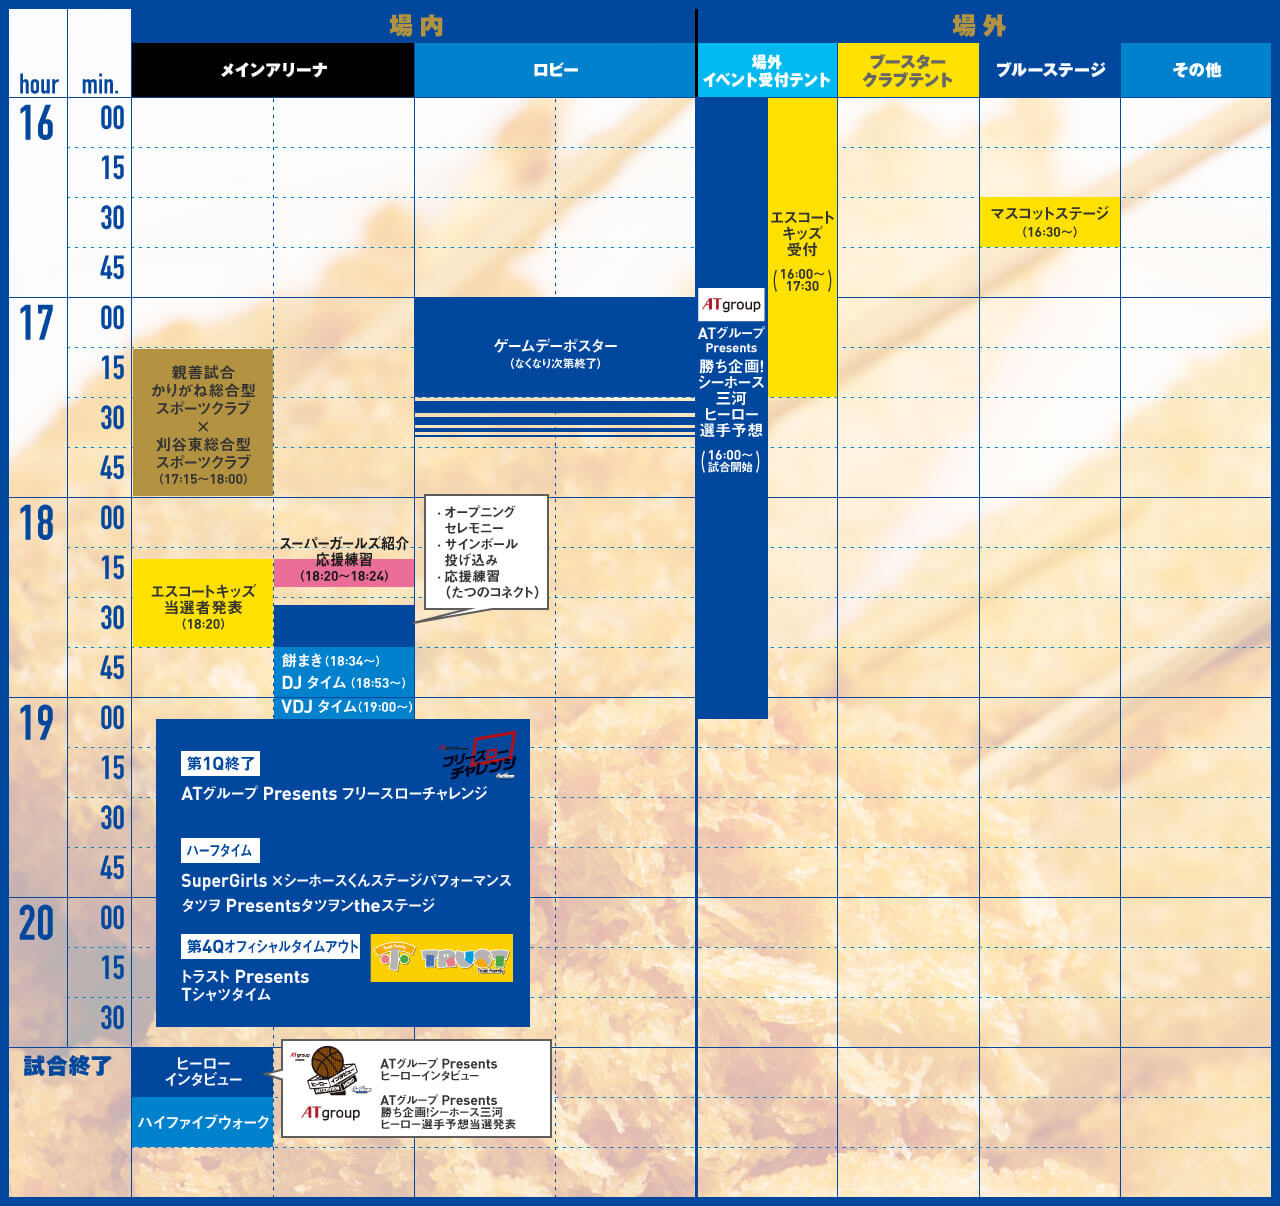 場内
場外
hour
min.
メインアリーナ
ロビー
場外
イベント受付テント
ブースター
クラブテント
ブルーステージ
その他
16
00
15
30
45
17
00
15
30
45
18
00
15
30
45
19
00
15
30
45
20
00
15
30
試合終了
親善試合
かりがね総合型
スポーツクラブ
×
刈谷東総合型
スポーツクラブ
(17:15〜18:00)
エスコートキッズ
当選者発表
(18:20)
スーパーガールズ紹介
応援練習
(18:20〜18:24)
・オープニング
セレモニー
・サインボール
投げ込み
・応援練習
(たつのコネクト)
餅まき(18:34〜)
DJ タイム (18:53〜)
VDJ タイム(19:00〜)
ゲームデーポスター
(なくなり次第終了)
ATgroup
ATグループ
Presents
勝ち企画!
シーホース
三河
ヒーロー
選手予想
(16:00〜
試合開始)
エスコート
キッズ
受付
(16:00〜
17:30)
マスコットステージ
(16:30〜)
第1Q終了
フリースロー
チャレンジ
ATグループ Presents フリースローチャレンジ
ハーフタイム
SuperGirls ×シーホースくんステージパフォーマンス
タツヲ Presentsタツヲンtheステージ
第4Qオフィシャルタイムアウト
TRUST
トラスト Presents
Tシャツタイム
ヒーロー
インタビュー
ハイファイブウォーク
ATgroup
ヒーローインタビュー
ATgroup
ATグループ Presents
ヒーローインタビュー
ATグループ Presents
勝ち企画!シーホース三河
ヒーロー選手予想当選発表